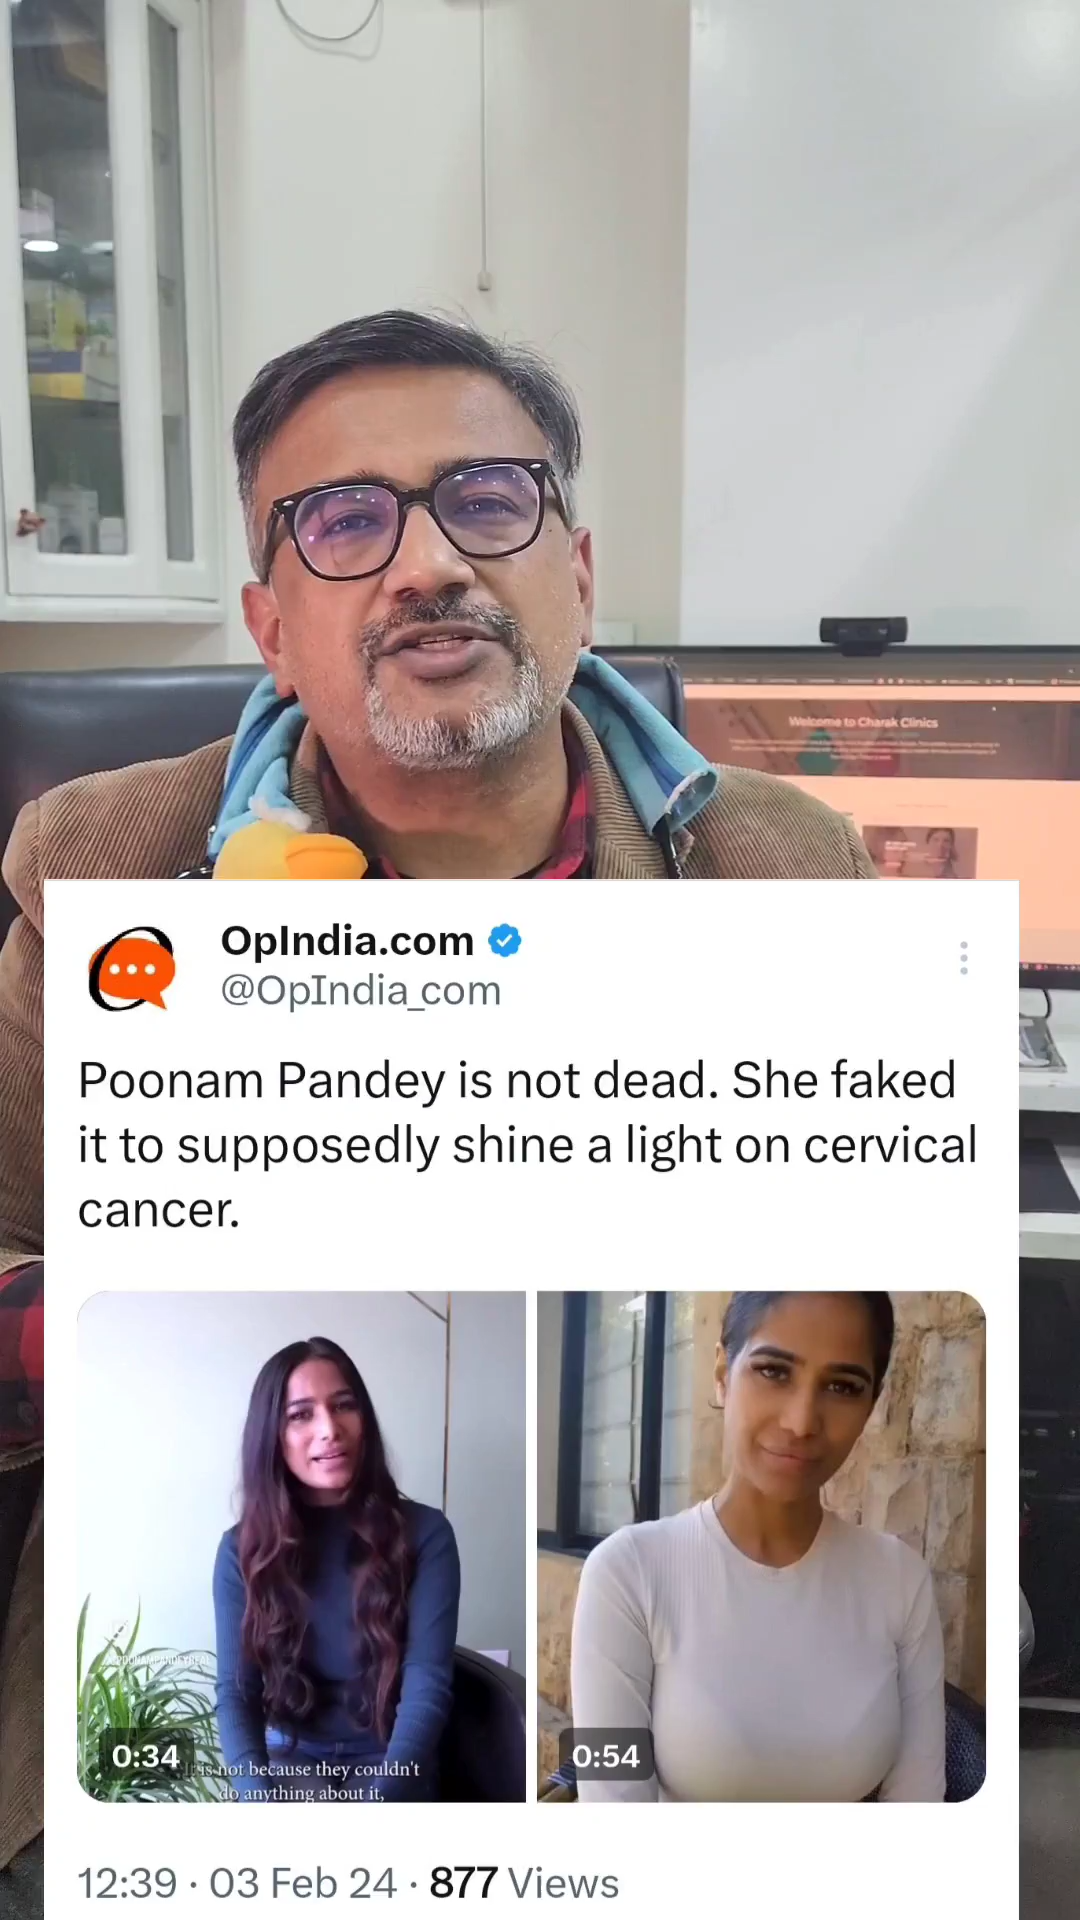 Welcome to Charak Clinics
OpIndia.com
@OpIndia_com
Poonam Pandey is not dead. She faked
it to supposedly shine a light on cervical
cancer.
0:34
is not because they couldn't
do anything about it,
0:54
12:39 · 03 Feb 24 · 877 Views